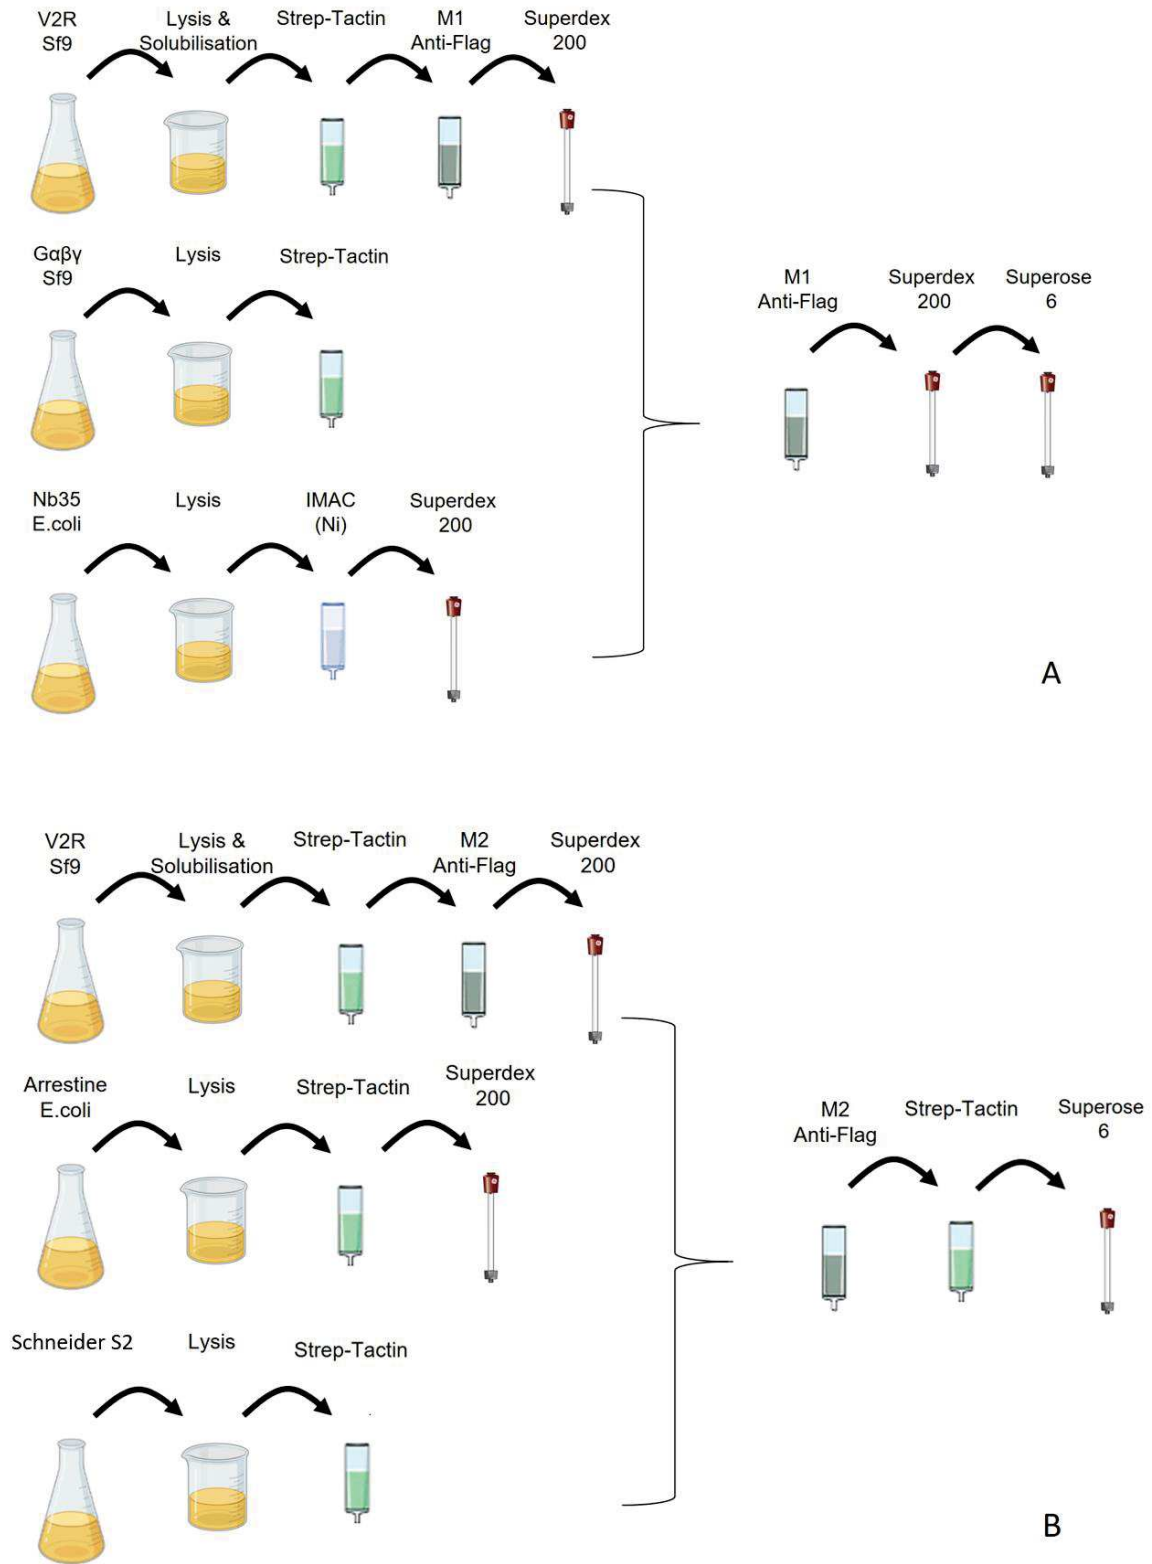 V2R
Sf9
Lysis &
Solubilisation
Strep-Tactin
M1
Anti-Flag
Superdex
200
Gαβγ
Sf9
Lysis
Strep-Tactin
M1
Anti-Flag
Superdex
200
Superose
6
Nb35
E.coli
Lysis
IMAC
(Ni)
Superdex
200
A
V2R
Sf9
Lysis &
Solubilisation
Strep-Tactin
M2
Anti-Flag
Superdex
200
Arrestine
E.coli
Lysis
Strep-Tactin
Superdex
200
M2
Anti-Flag
Strep-Tactin
Superose
6
Schneider S2
Lysis
Strep-Tactin
B